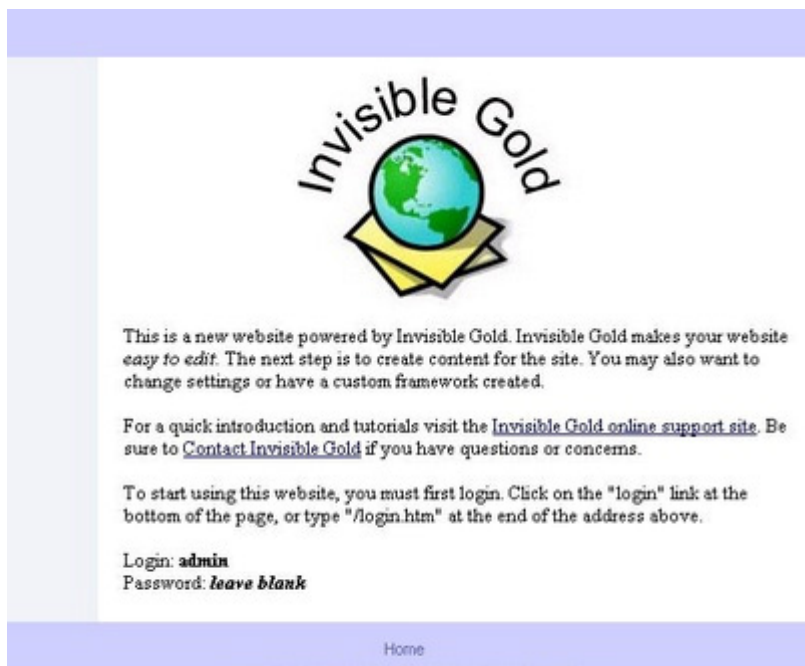 Invisible Gold
This is a new website powered by Invisible Gold. Invisible Gold makes your website
easy to edit. The next step is to create content for the site. You may also want to
change settings or have a custom framework created.
For a quick introduction and tutorials visit the Invisible Gold online support site. Be
sure to Contact Invisible Gold if you have questions or concerns.
To start using this website, you must first login. Click on the "login" link at the
bottom of the page, or type "/login.htm" at the end of the address above.
Login: admin
Password: leave blank
Home